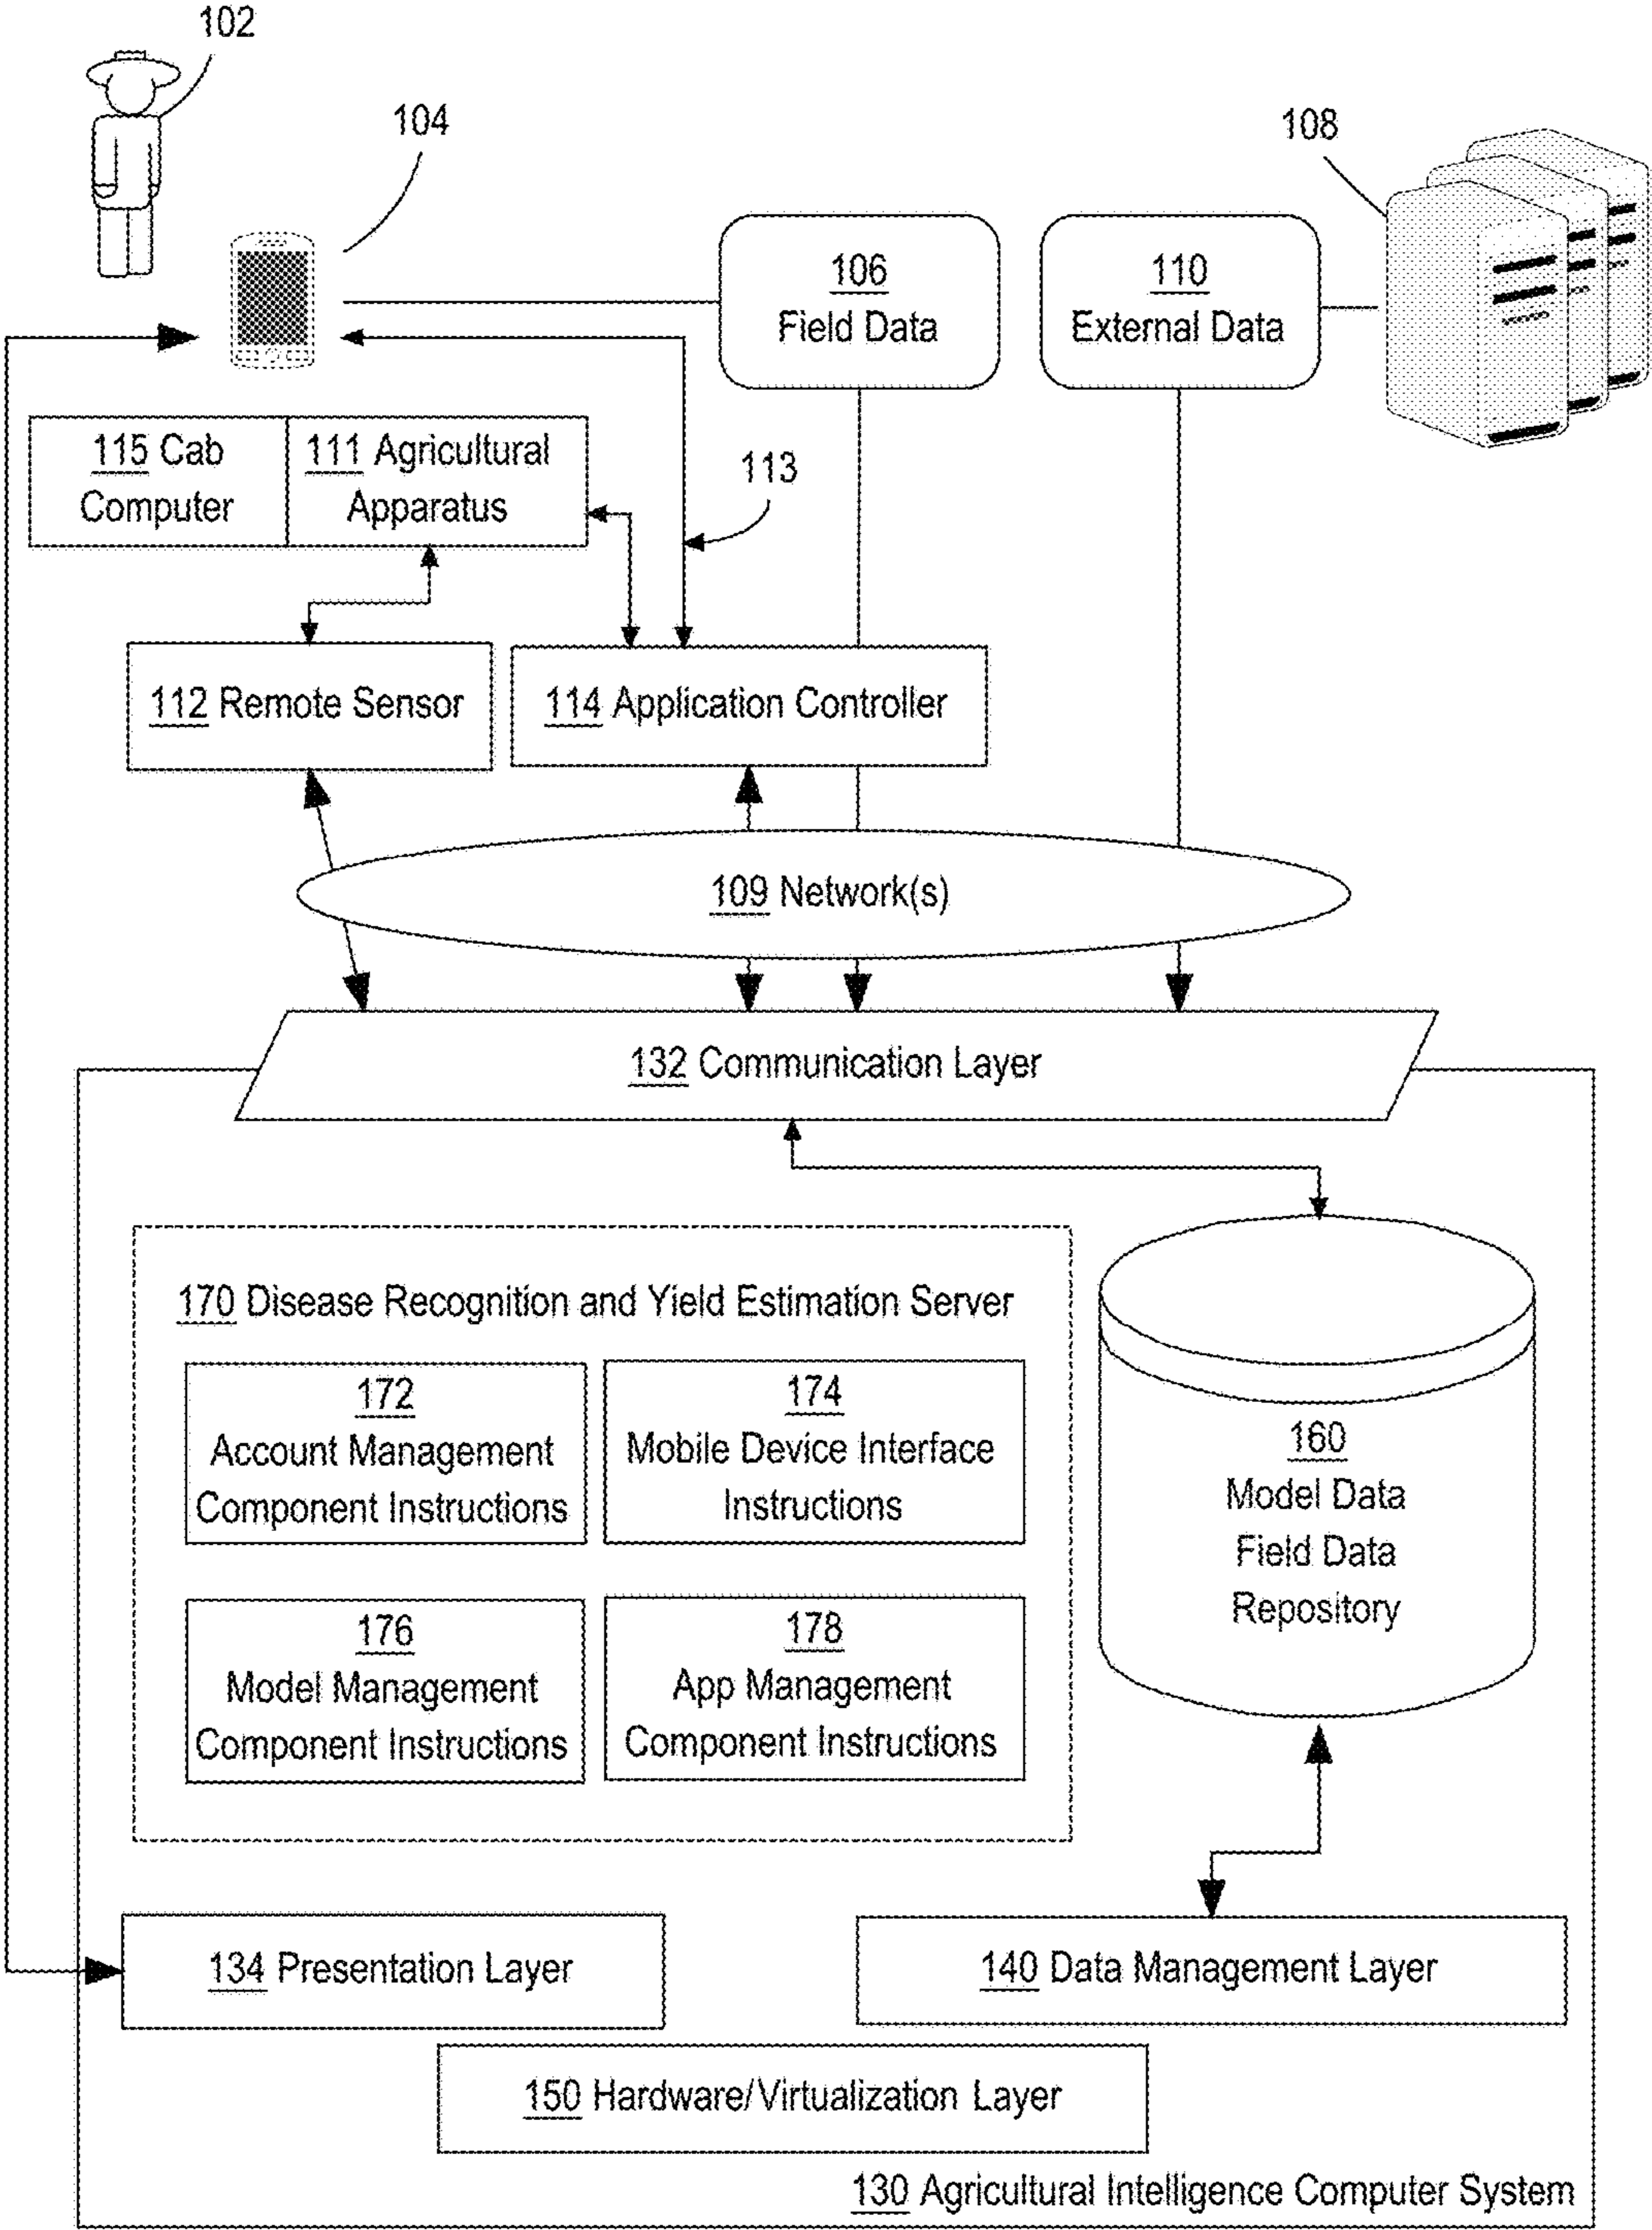 102
104
108
106
Field Data
110
External Data
115 Cab
Computer
111 Agricultural
Apparatus
113
112 Remote Sensor
114 Application Controller
109 Network(s)
132 Communication Layer
170 Disease Recognition and Yield Estimation Server
172
Account Management
Component Instructions
174
Mobile Device Interface
Instructions
160
Model Data
Field Data
Repository
176
Model Management
Component Instructions
178
App Management
Component Instructions
134 Presentation Layer
140 Data Management Layer
150 Hardware/Virtualization Layer
130 Agricultural Intelligence Computer System